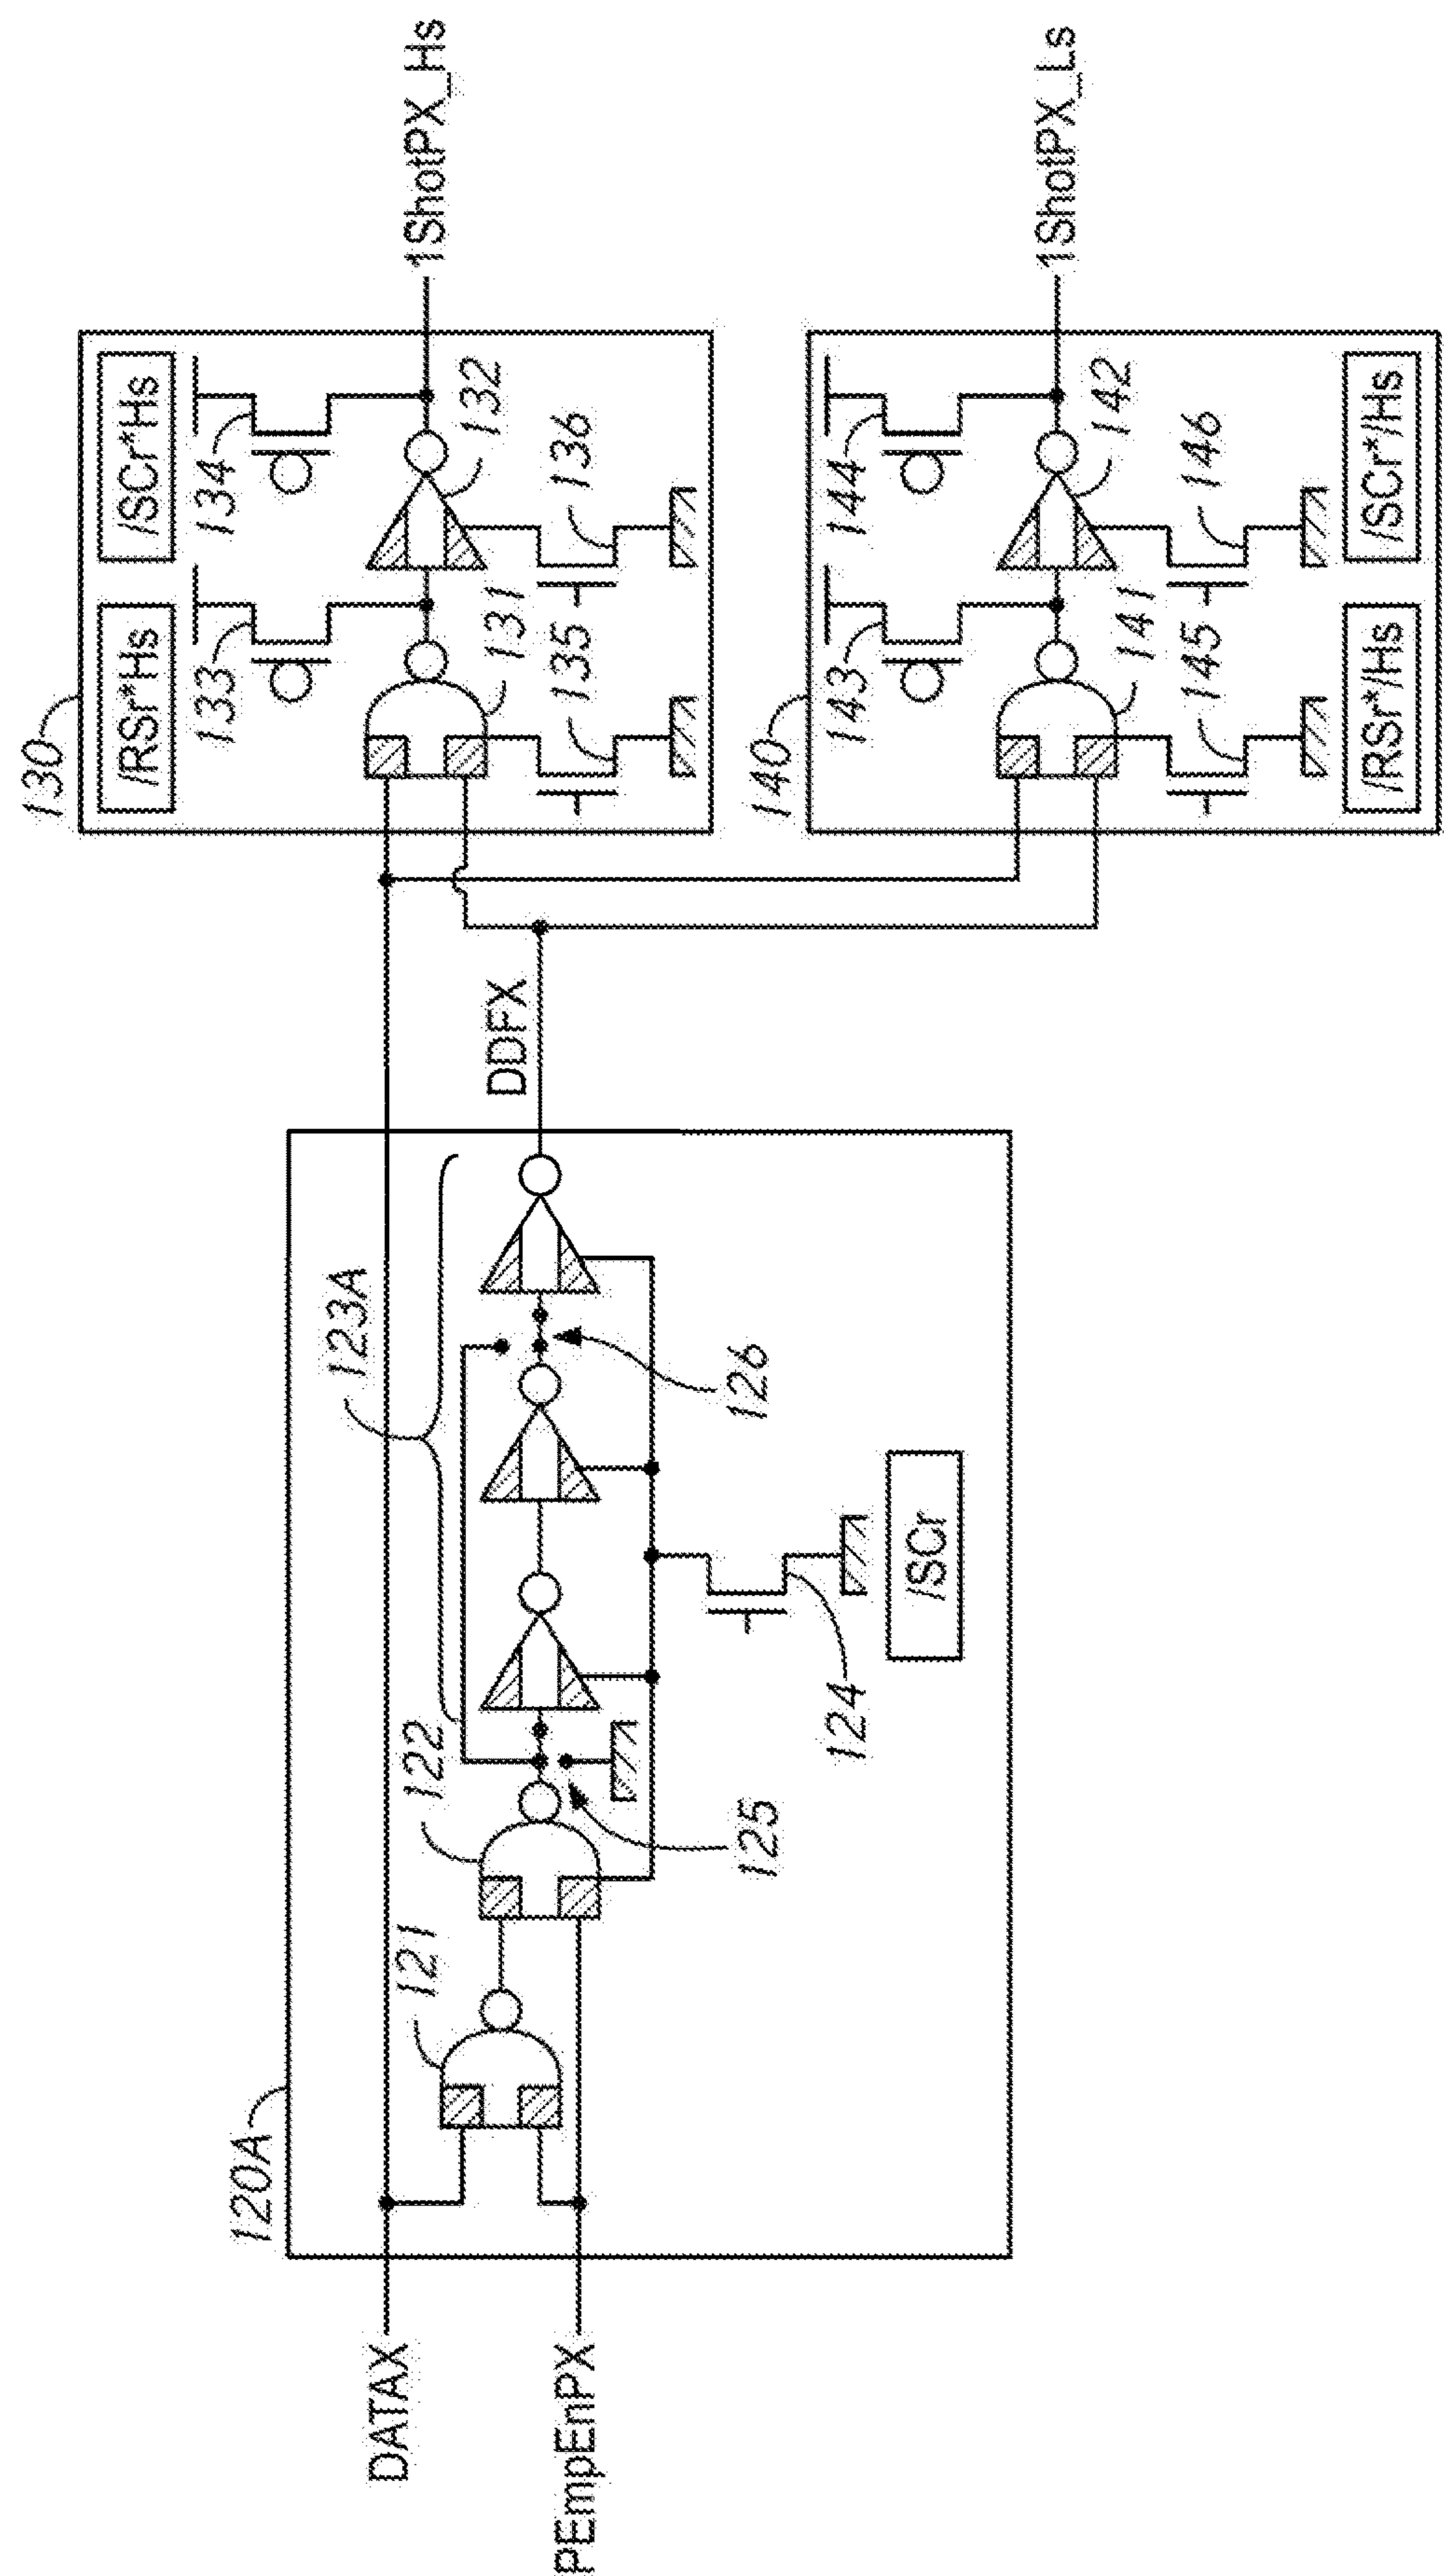 DATAX
PEmpEnPX
120A
121
122
123A
124
125
126
/SCr
DDFX
130
/RSr*Hs
/SCr*Hs
133
134
131
132
135
136
1ShotPX_Hs
140
143
144
141
142
145
146
/RSr*/Hs
/SCr*/Hs
1ShotPX_Ls